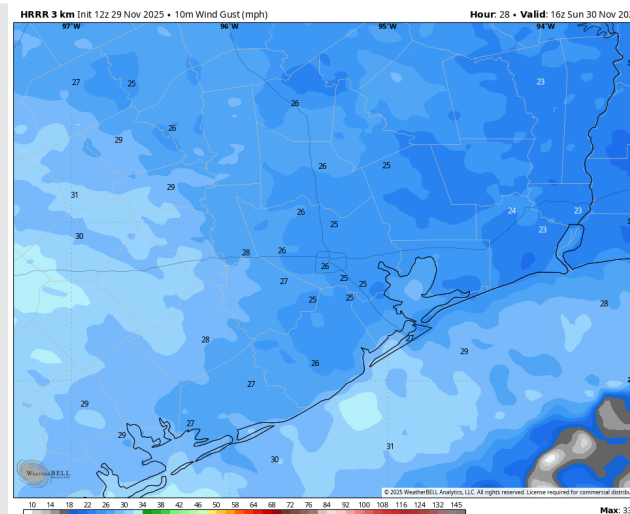 HRRR 3 km Init 12z 29 Nov 2025 • 10m Wind Gust (mph)
Hour: 28 • Valid: 16z Sun 30 Nov 202
97°W 96°W 95°W 94°W
27 25 23
26
29 26
26 25
31 29
26 24 23
25 23
30
28 26
26
27 25 25
25 25
28
28 27
29
26
27
29
29 27
31
30
WeatherBELL
© 2025 WeatherBELL Analytics, LLC. All rights reserved. License required for commercial distribu
10 14 18 22 26 30 34 38 42 46 50 54 58 64 68 72 76 84 92 100 108 116 124 132 145
Max: 33